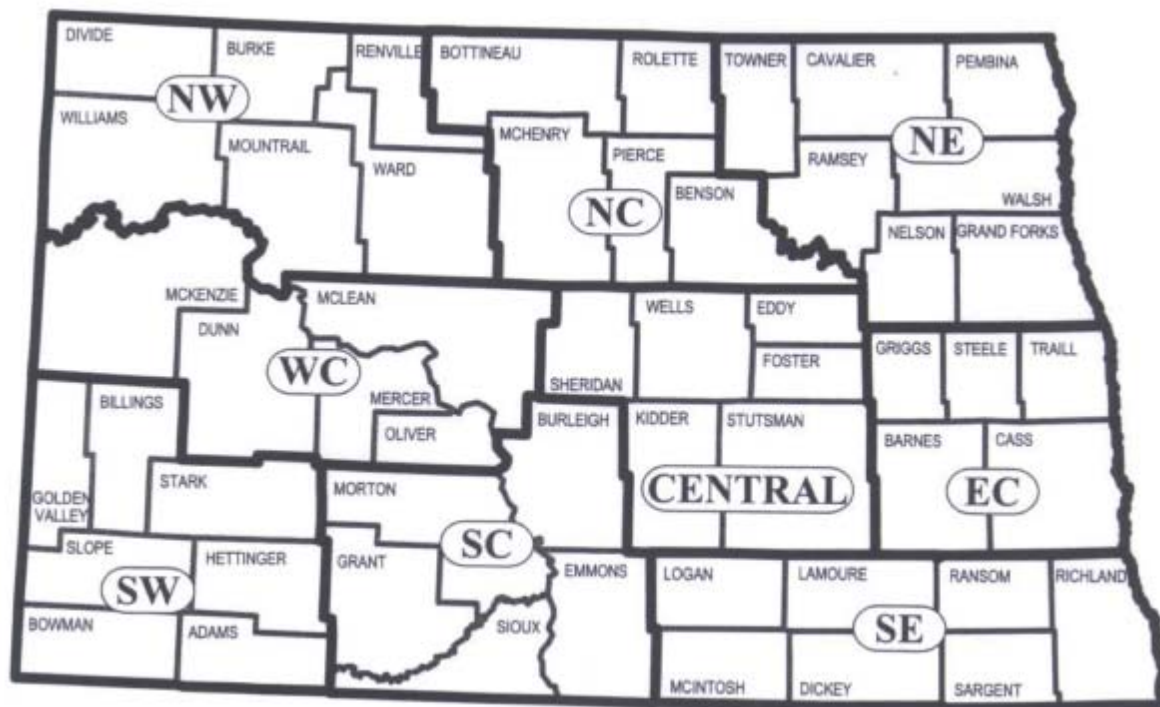 DIVIDE
BURKE
RENVILLE
BOTTINEAU
ROLETTE
TOWNER
CAVALIER
PEMBINA
NW
WILLIAMS
MOUNTRAIL
WARD
MCHENRY
PIERCE
BENSON
NC
RAMSEY
NE
WALSH
NELSON
GRAND FORKS
MCKENZIE
DUNN
MCLEAN
WC
MERCER
OLIVER
SHERIDAN
WELLS
EDDY
FOSTER
GRIGGS
STEELE
TRAILL
BILLINGS
GOLDEN
VALLEY
STARK
MORTON
BURLEIGH
KIDDER
STUTSMAN
CENTRAL
BARNES
CASS
EC
SLOPE
HETTINGER
SW
BOWMAN
ADAMS
GRANT
SC
SIOUX
EMMONS
LOGAN
LAMOURE
RANSOM
RICHLAND
SE
MCINTOSH
DICKEY
SARGENT